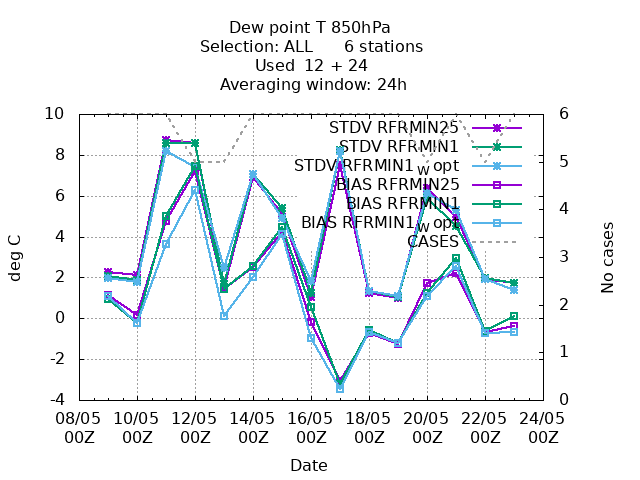 Dew point T 850hPa
Selection: ALL 6 stations
Used 12 + 24
Averaging window: 24h
10
8
6
4
2
0
-2
-4
6
5
4
3
2
1
0
deg C
No cases
STDV RFRMIN25
STDV RFRMIN1
STDV RFRMIN1_W opt
BIAS RFRMIN25
BIAS RFRMIN1
BIAS RFRMIN1_W opt
CASES
08/05 10/05 12/05 14/05 16/05 18/05 20/05 22/05 24/05
00Z 00Z 00Z 00Z 00Z 00Z 00Z 00Z 00Z
Date